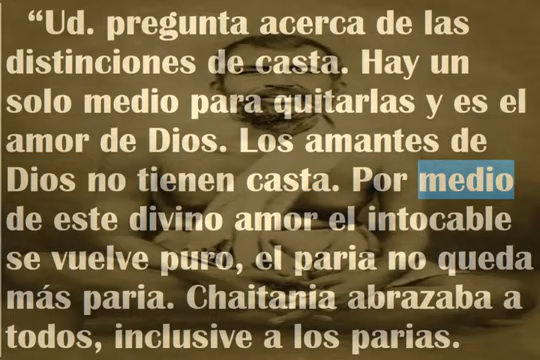 “Ud. pregunta acerca de las
distinciones de casta. Hay un
solo medio para quitarlas y es el
amor de Dios. Los amantes de
Dios no tienen casta. Por medio
de este divino amor el intocable
se vuelve puro, el paria no queda
más paria. Chaitania abrazaba a
todos, inclusive a los parias.